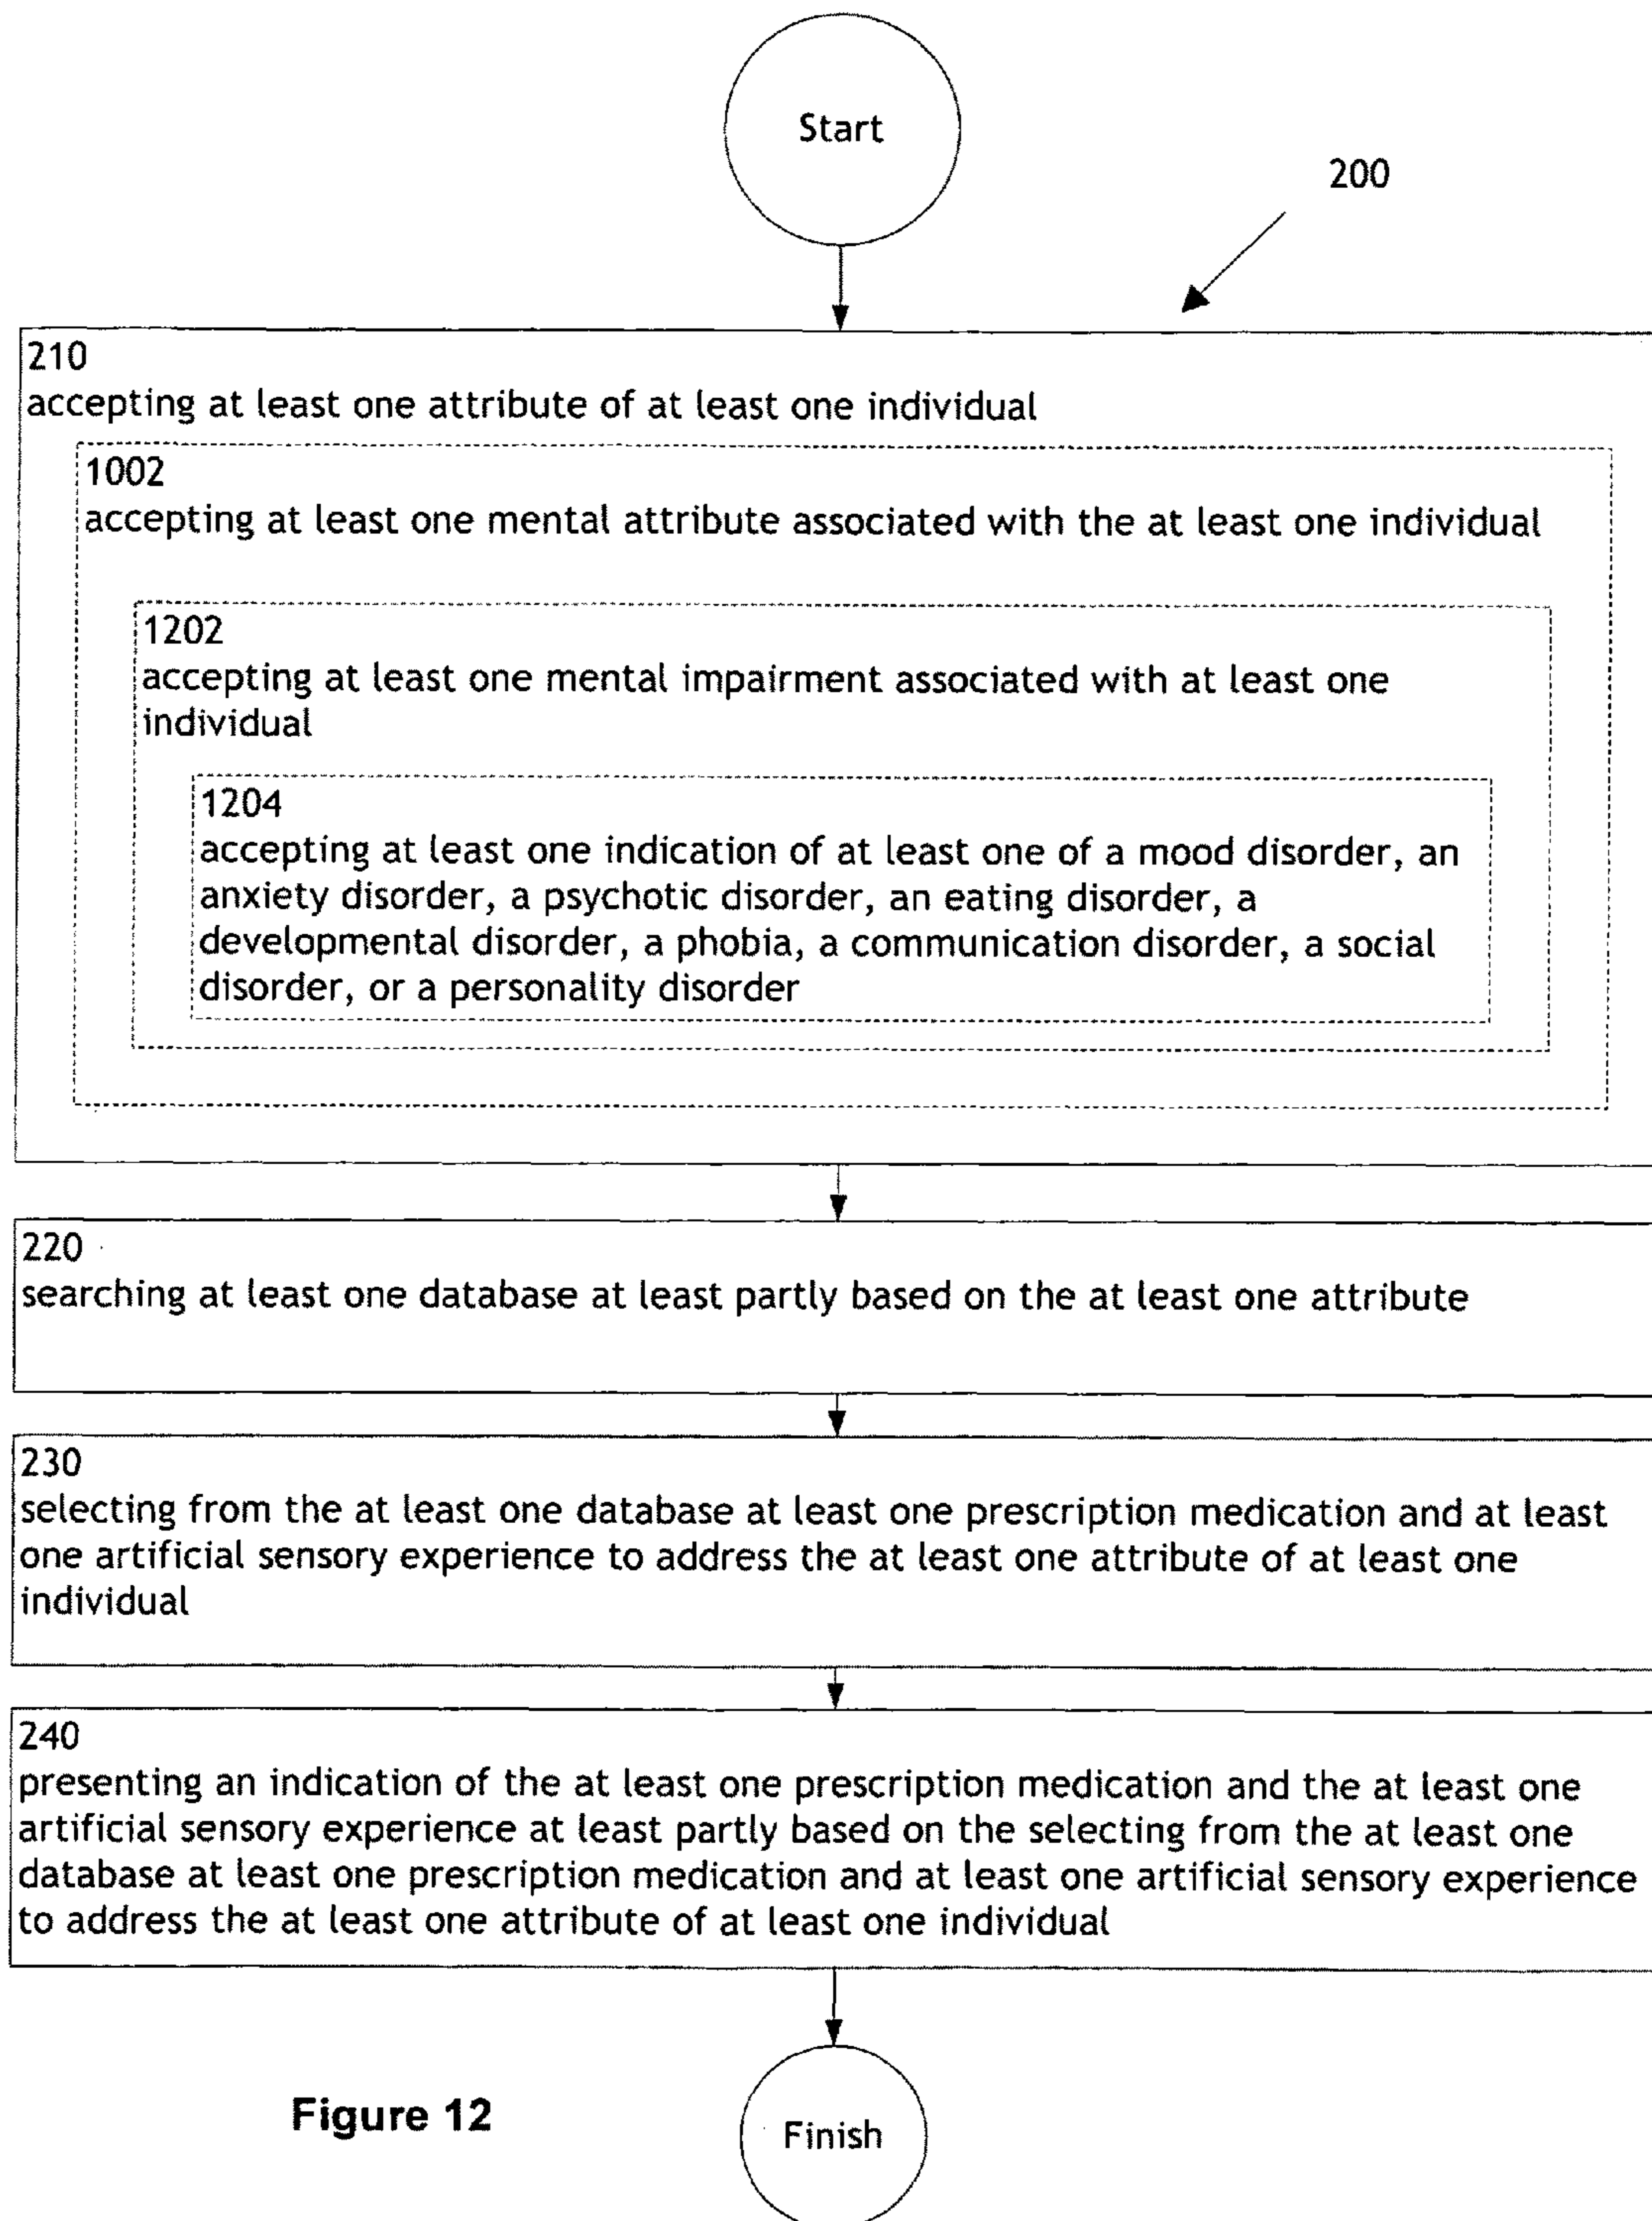 Start
200
210
accepting at least one attribute of at least one individual
1002
accepting at least one mental attribute associated with the at least one individual
1202
accepting at least one mental impairment associated with at least one
individual
1204
accepting at least one indication of at least one of a mood disorder, an
anxiety disorder, a psychotic disorder, an eating disorder, a
developmental disorder, a phobia, a communication disorder, a social
disorder, or a personality disorder
220
searching at least one database at least partly based on the at least one attribute
230
selecting from the at least one database at least one prescription medication and at least
one artificial sensory experience to address the at least one attribute of at least one
individual
240
presenting an indication of the at least one prescription medication and the at least one
artificial sensory experience at least partly based on the selecting from the at least one
database at least one prescription medication and at least one artificial sensory experience
to address the at least one attribute of at least one individual
Figure 12
Finish